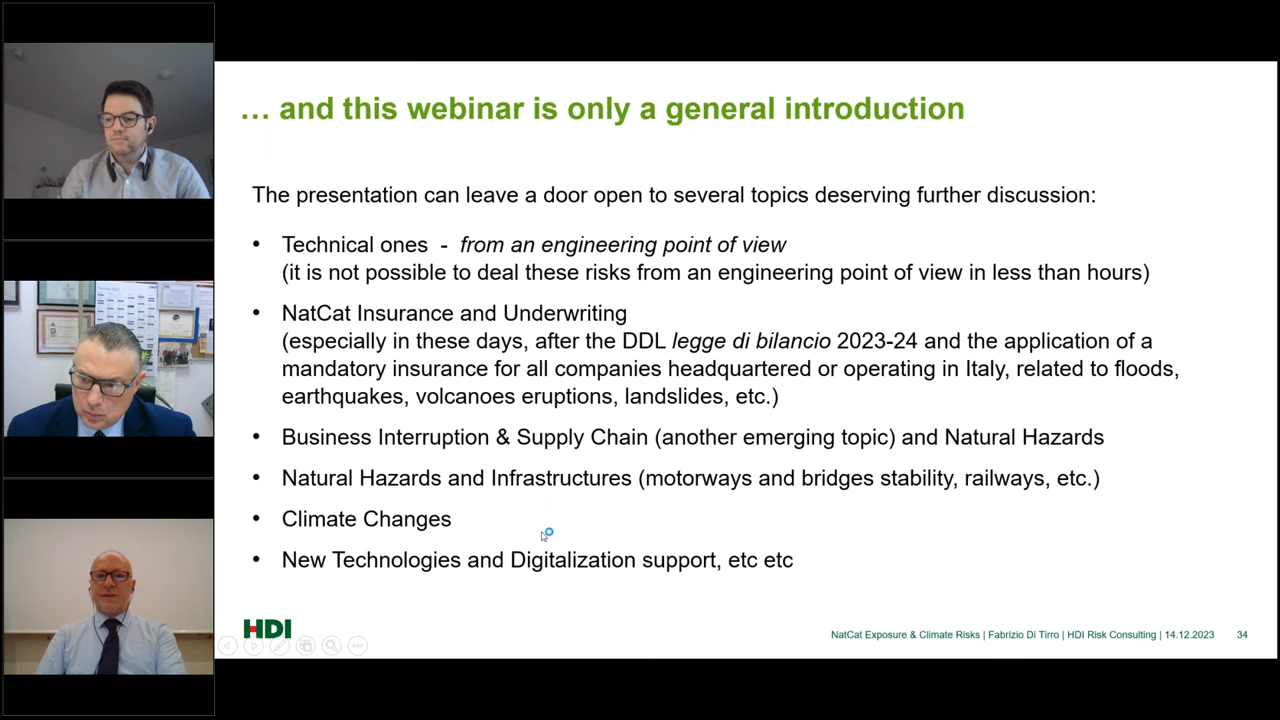 … and this webinar is only a general introduction
The presentation can leave a door open to several topics deserving further discussion:
• Technical ones - from an engineering point of view
(it is not possible to deal these risks from an engineering point of view in less than hours)
• NatCat Insurance and Underwriting
(especially in these days, after the DDL legge di bilancio 2023-24 and the application of a
mandatory insurance for all companies headquartered or operating in Italy, related to floods,
earthquakes, volcanoes eruptions, landslides, etc.)
• Business Interruption & Supply Chain (another emerging topic) and Natural Hazards
• Natural Hazards and Infrastructures (motorways and bridges stability, railways, etc.)
• Climate Changes
• New Technologies and Digitalization support, etc etc
HDI
NatCat Exposure & Climate Risks | Fabrizio Di Tirro | HDI Risk Consulting | 14.12.2023 34